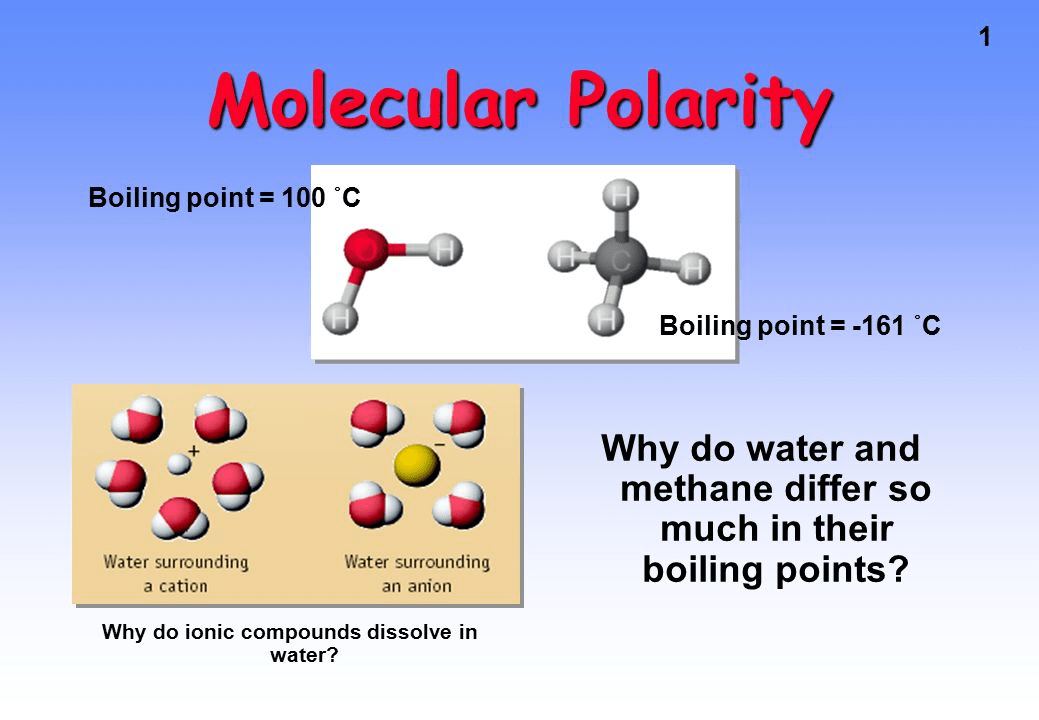 1
Molecular Polarity
Boiling point = 100 ˚C
O
H
H
H
H
C
H
H
Boiling point = -161 ˚C
+
−
Water surrounding
a cation
Water surrounding
an anion
Why do ionic compounds dissolve in
water?
Why do water and
methane differ so
much in their
boiling points?